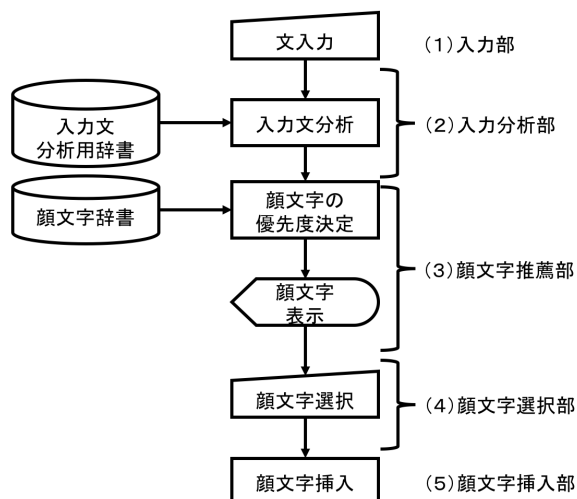 文入力
(1)入力部
入力文
分析用辞書
入力文分析
(2)入力分析部
顔文字辞書
顔文字の
優先度決定
顔文字
表示
(3)顔文字推薦部
顔文字選択
(4)顔文字選択部
顔文字挿入
(5)顔文字挿入部